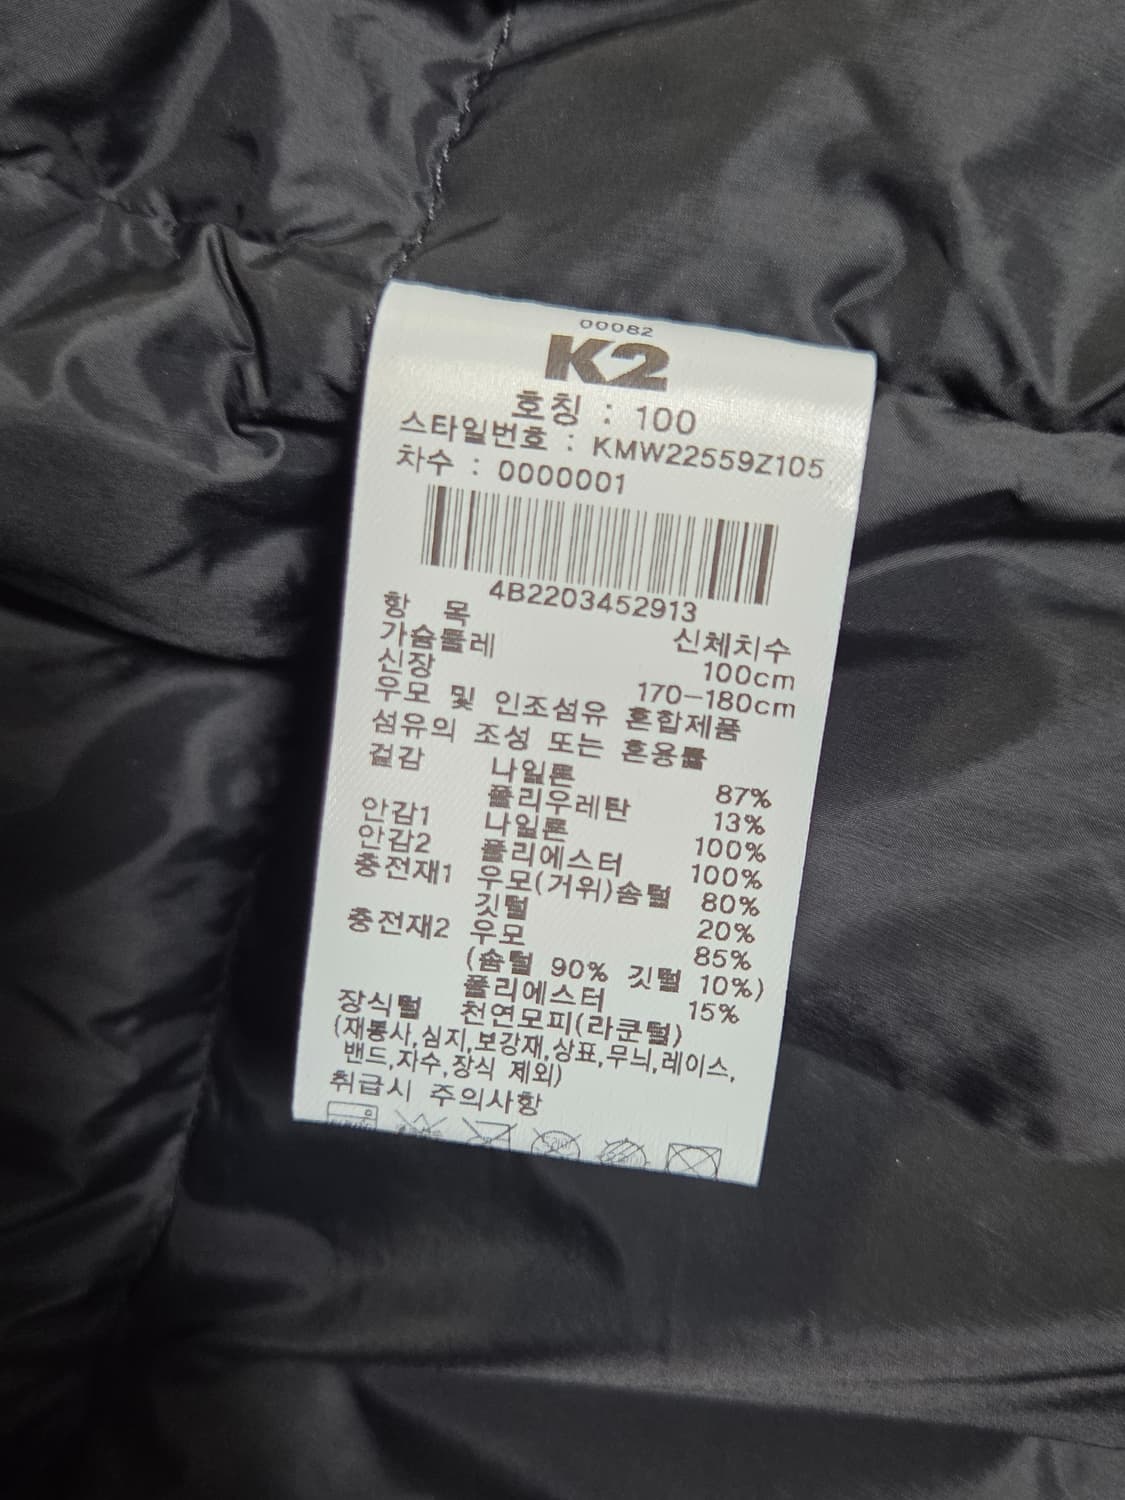 00082
K2
호칭 : 100
스타일번호 : KMW22559Z105
차수 : 0000001
4B2203452913
항 목 신체치수
가슴둘레 100cm
신장 170-180cm
우모 및 인조섬유 혼합제품
섬유의 조성 또는 혼용률
겉감 나일론 87%
폴리우레탄 13%
안감1 나일론 100%
안감2 폴리에스터 100%
충전재1 우모(거위)솜털 80%
깃털 20%
충전재2 우모 85%
(솜털 90% 깃털 10%)
폴리에스터 15%
장식털 천연모피(라쿤털)
(재봉사,심지,보강재,상표,무늬,레이스,
밴드,자수,장식 제외)
취급시 주의사항